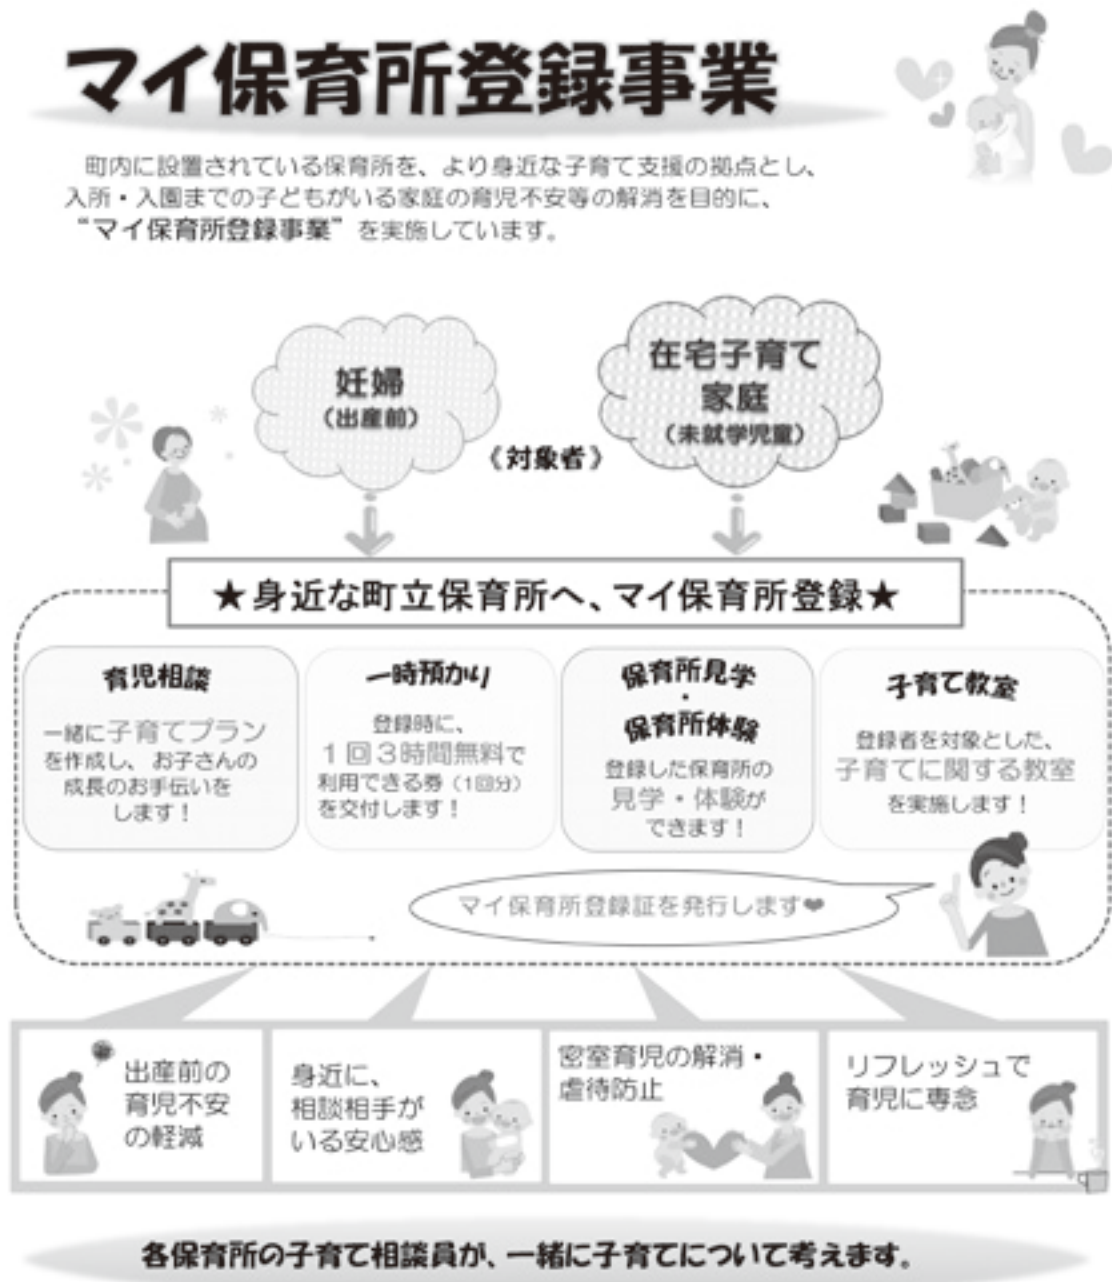 マイ保育所登録事業
町内に設置されている保育所を、より身近な子育て支援の拠点とし、
入所・入園までの子どもがいる家庭の育児不安等の解消を目的に、
“マイ保育所登録事業”を実施しています。
妊婦
（出産前）
在宅子育て
家庭
（未就学児童）
《対象者》
★身近な町立保育所へ、マイ保育所登録★
育児相談
一緒に子育てプラン
を作成し、お子さんの
成長のお手伝いを
します！
一時預かり
登録時に、
１回３時間無料で
利用できる券（1回分）
を交付します！
保育所見学
・
保育所体験
登録した保育所の
見学・体験が
できます！
子育て教室
登録者を対象とした、
子育てに関する教室
を実施します！
マイ保育所登録証を発行します❤
出産前の
育児不安
の軽減
身近に、
相談相手が
いる安心感
密室育児の解消・
虐待防止
リフレッシュで
育児に専念
各保育所の子育て相談員が、一緒に子育てについて考えます。